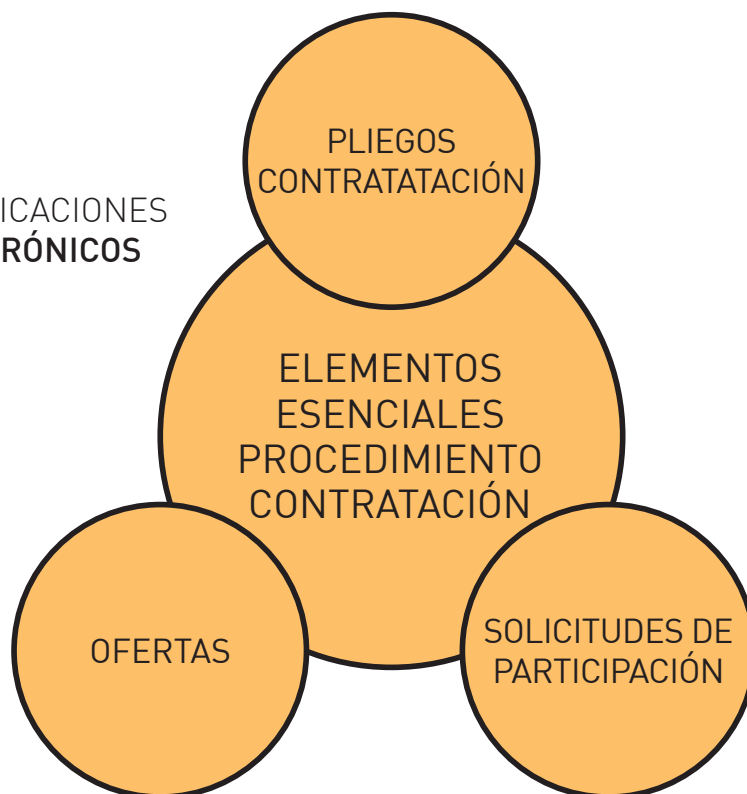 PLIEGOS
CONTRATATACIÓN
ICACIONES
RÓNICOS
ELEMENTOS
ESENCIALES
PROCEDIMIENTO
CONTRATACIÓN
OFERTAS
SOLICITUDES DE
PARTICIPACIÓN